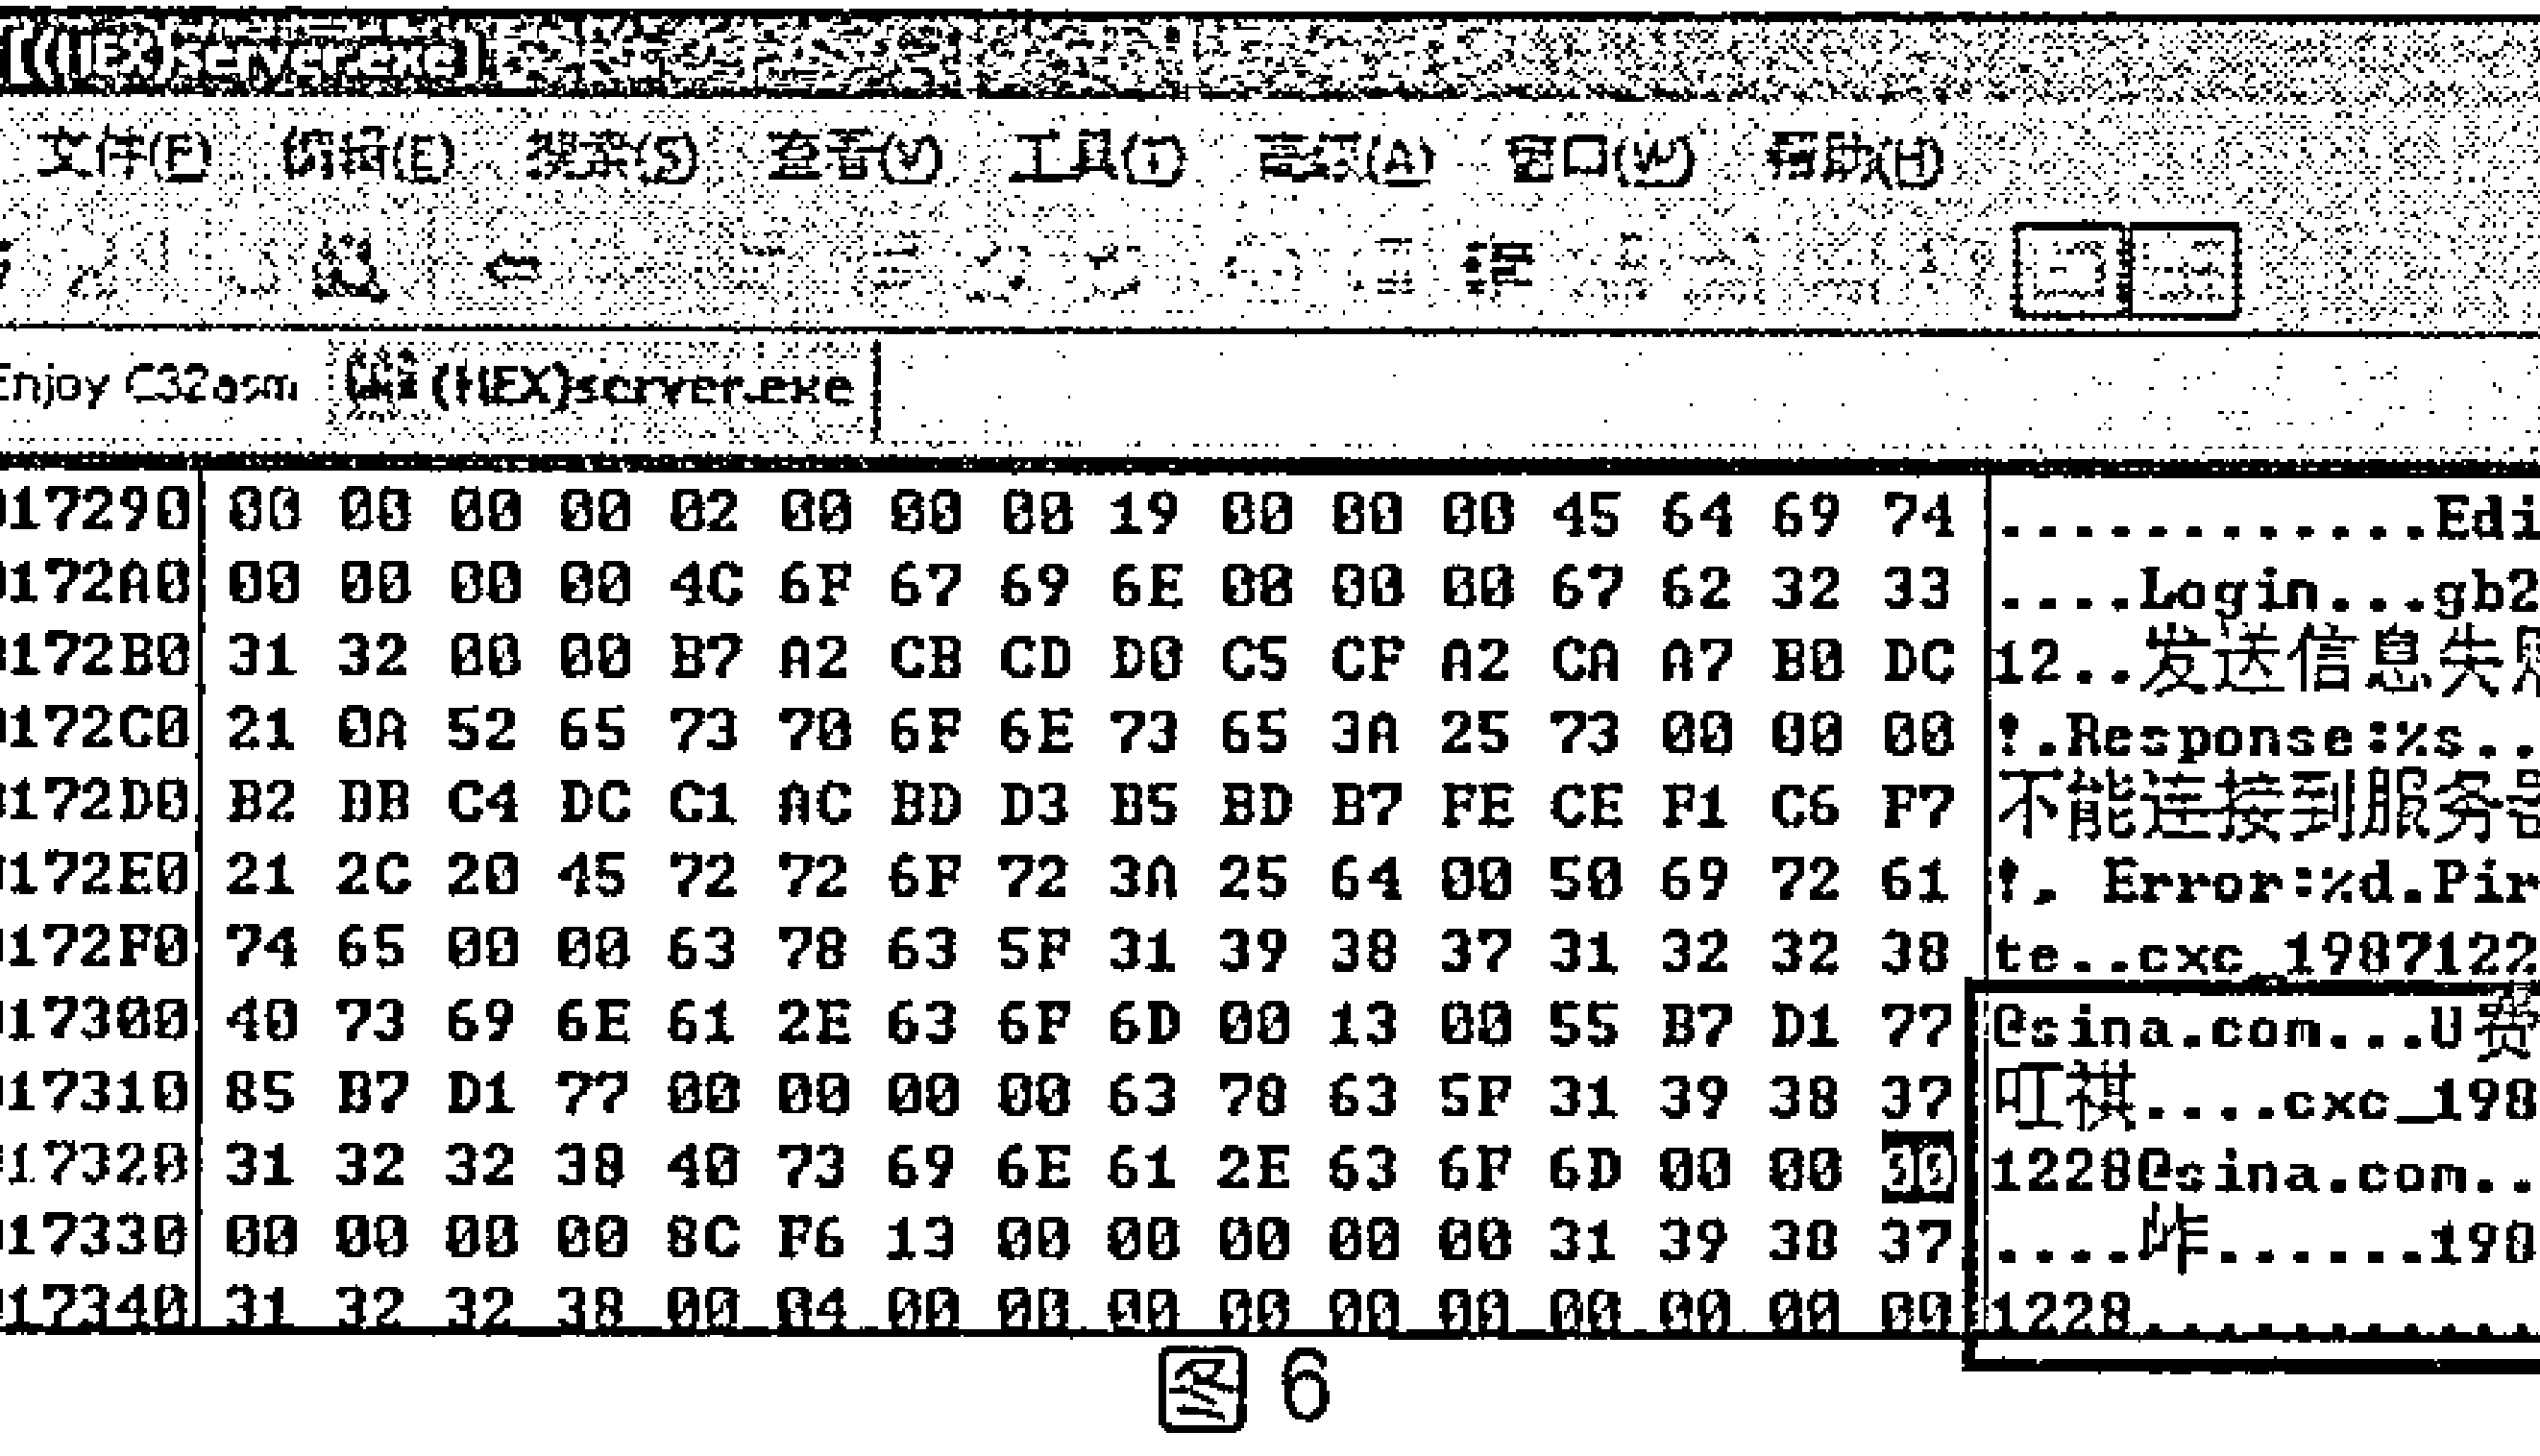 [(HEX)server.exe]
文件(F) 编辑(E) 搜索(S) 查看(V) 工具(T) 高级(A) 窗口(W) 帮助(H)
Enjoy C32asm (HEX)server.exe
017290 00 00 00 00 02 00 00 00 19 00 00 00 45 64 69 74 ............Edi
0172A0 00 00 00 00 4C 6F 67 69 6E 00 00 00 67 62 32 33 ....Login...gb2
0172B0 31 32 00 00 B7 A2 CB CD D0 C5 CF A2 CA A7 B0 DC 12..发送信息失败
0172C0 21 0A 52 65 73 70 6F 6E 73 65 3A 25 73 00 00 00 !.Response:%s..
0172D0 B2 BB C4 DC C1 AC BD D3 B5 BD B7 FE CE F1 C6 F7 不能连接到服务器
0172E0 21 2C 20 45 72 72 6F 72 3A 25 64 00 50 69 72 61 !, Error:%d.Pir
0172F0 74 65 00 00 63 78 63 5F 31 39 38 37 31 32 32 38 te..cxc_1987122
017300 40 73 69 6E 61 2E 63 6F 6D 00 13 00 55 B7 D1 77 @sina.com...U费
017310 85 B7 D1 77 00 00 00 00 63 78 63 5F 31 39 38 37 叿祺....cxc_198
017320 31 32 32 38 40 73 69 6E 61 2E 63 6F 6D 00 00 1228@sina.com..
017330 00 00 00 00 8C F6 13 00 00 00 00 00 31 39 38 37 ....岞......198
017340 31 32 32 38 00 04 00 00 00 00 00 00 00 00 00 00 1228...........
图 6